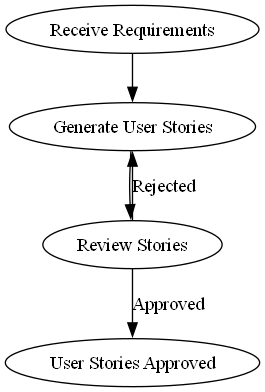 Receive Requirements
Generate User Stories
Rejected
Review Stories
Approved
User Stories Approved